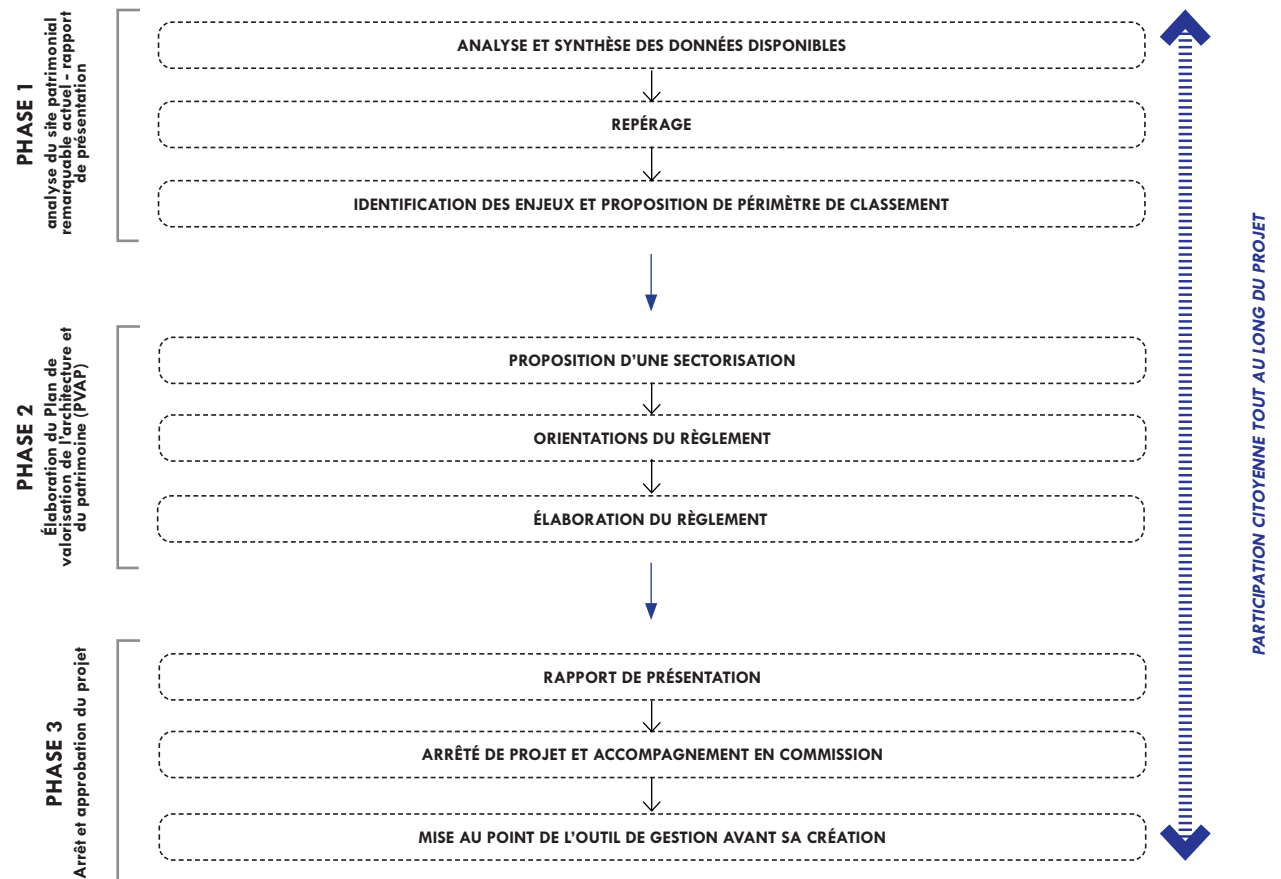 PHASE 1
analyse du site patrimonial
remarquable actuel - rapport
de présentation
ANALYSE ET SYNTHÈSE DES DONNÉES DISPONIBLES
REPÉRAGE
IDENTIFICATION DES ENJEUX ET PROPOSITION DE PÉRIMÈTRE DE CLASSEMENT
PHASE 2
Élaboration du Plan de
valorisation de l'architecture et
du patrimoine (PVAP)
PROPOSITION D'UNE SECTORISATION
ORIENTATIONS DU RÈGLEMENT
ÉLABORATION DU RÈGLEMENT
PHASE 3
Arrêt et approbation du projet
RAPPORT DE PRÉSENTATION
ARRÊTÉ DE PROJET ET ACCOMPAGNEMENT EN COMMISSION
MISE AU POINT DE L'OUTIL DE GESTION AVANT SA CRÉATION
PARTICIPATION CITOYENNE TOUT AU LONG DU PROJET